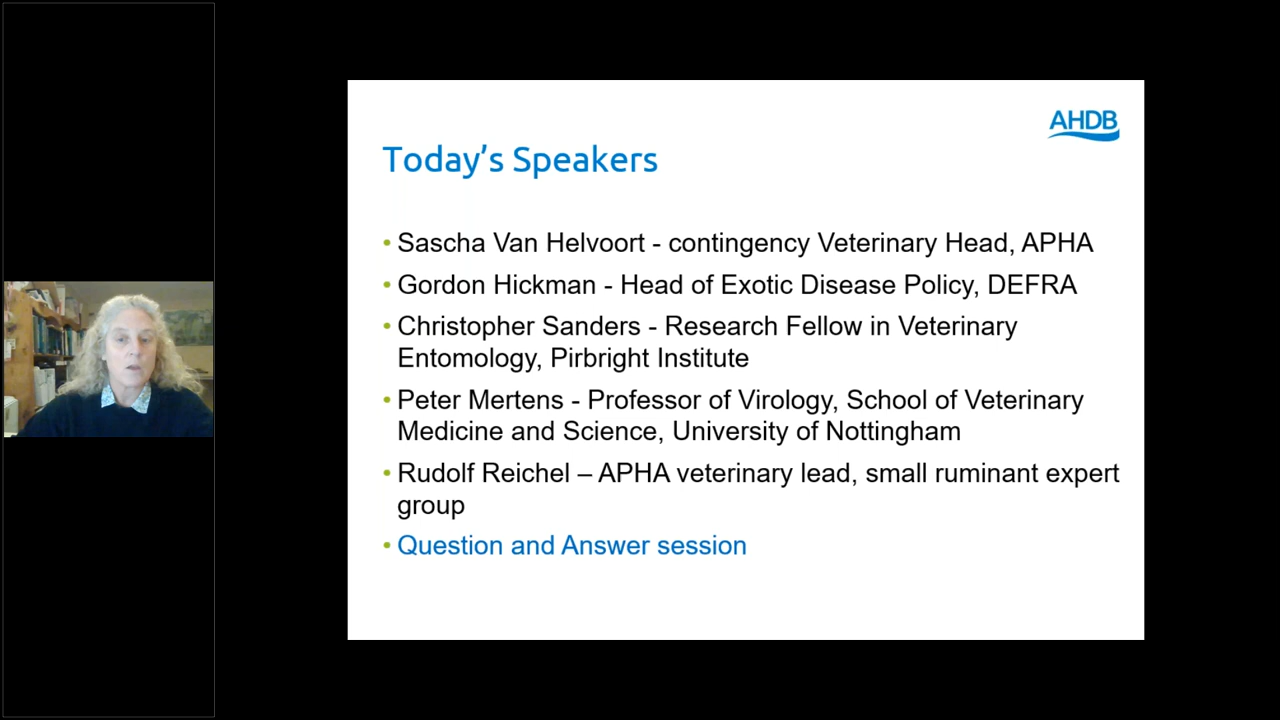 AHDB
Today's Speakers
• Sascha Van Helvoort - contingency Veterinary Head, APHA
• Gordon Hickman - Head of Exotic Disease Policy, DEFRA
• Christopher Sanders - Research Fellow in Veterinary
Entomology, Pirbright Institute
• Peter Mertens - Professor of Virology, School of Veterinary
Medicine and Science, University of Nottingham
• Rudolf Reichel – APHA veterinary lead, small ruminant expert
group
• Question and Answer session